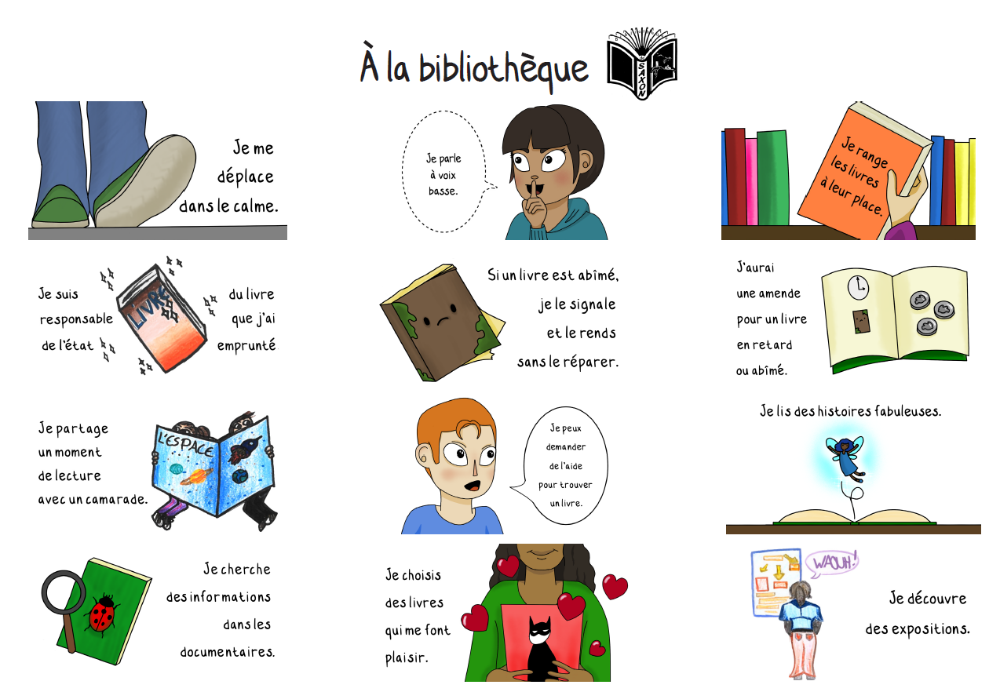 À la bibliothèque
SAXON
Je me
déplace
dans le calme.
Je parle
à voix
basse.
Je range
les livres
à leur place.
Je suis
responsable
de l'état
LIVRE
du livre
que j'ai
emprunté
Si un livre est abîmé,
je le signale
et le rends
sans le réparer.
J'aurai
une amende
pour un livre
en retard
ou abîmé.
Je partage
un moment
de lecture
avec un camarade.
L'ESPACE
Je peux
demander
de l'aide
pour trouver
un livre.
Je lis des histoires fabuleuses.
Je cherche
des informations
dans les
documentaires.
Je choisis
des livres
qui me font
plaisir.
WAOUH!
Je découvre
des expositions.